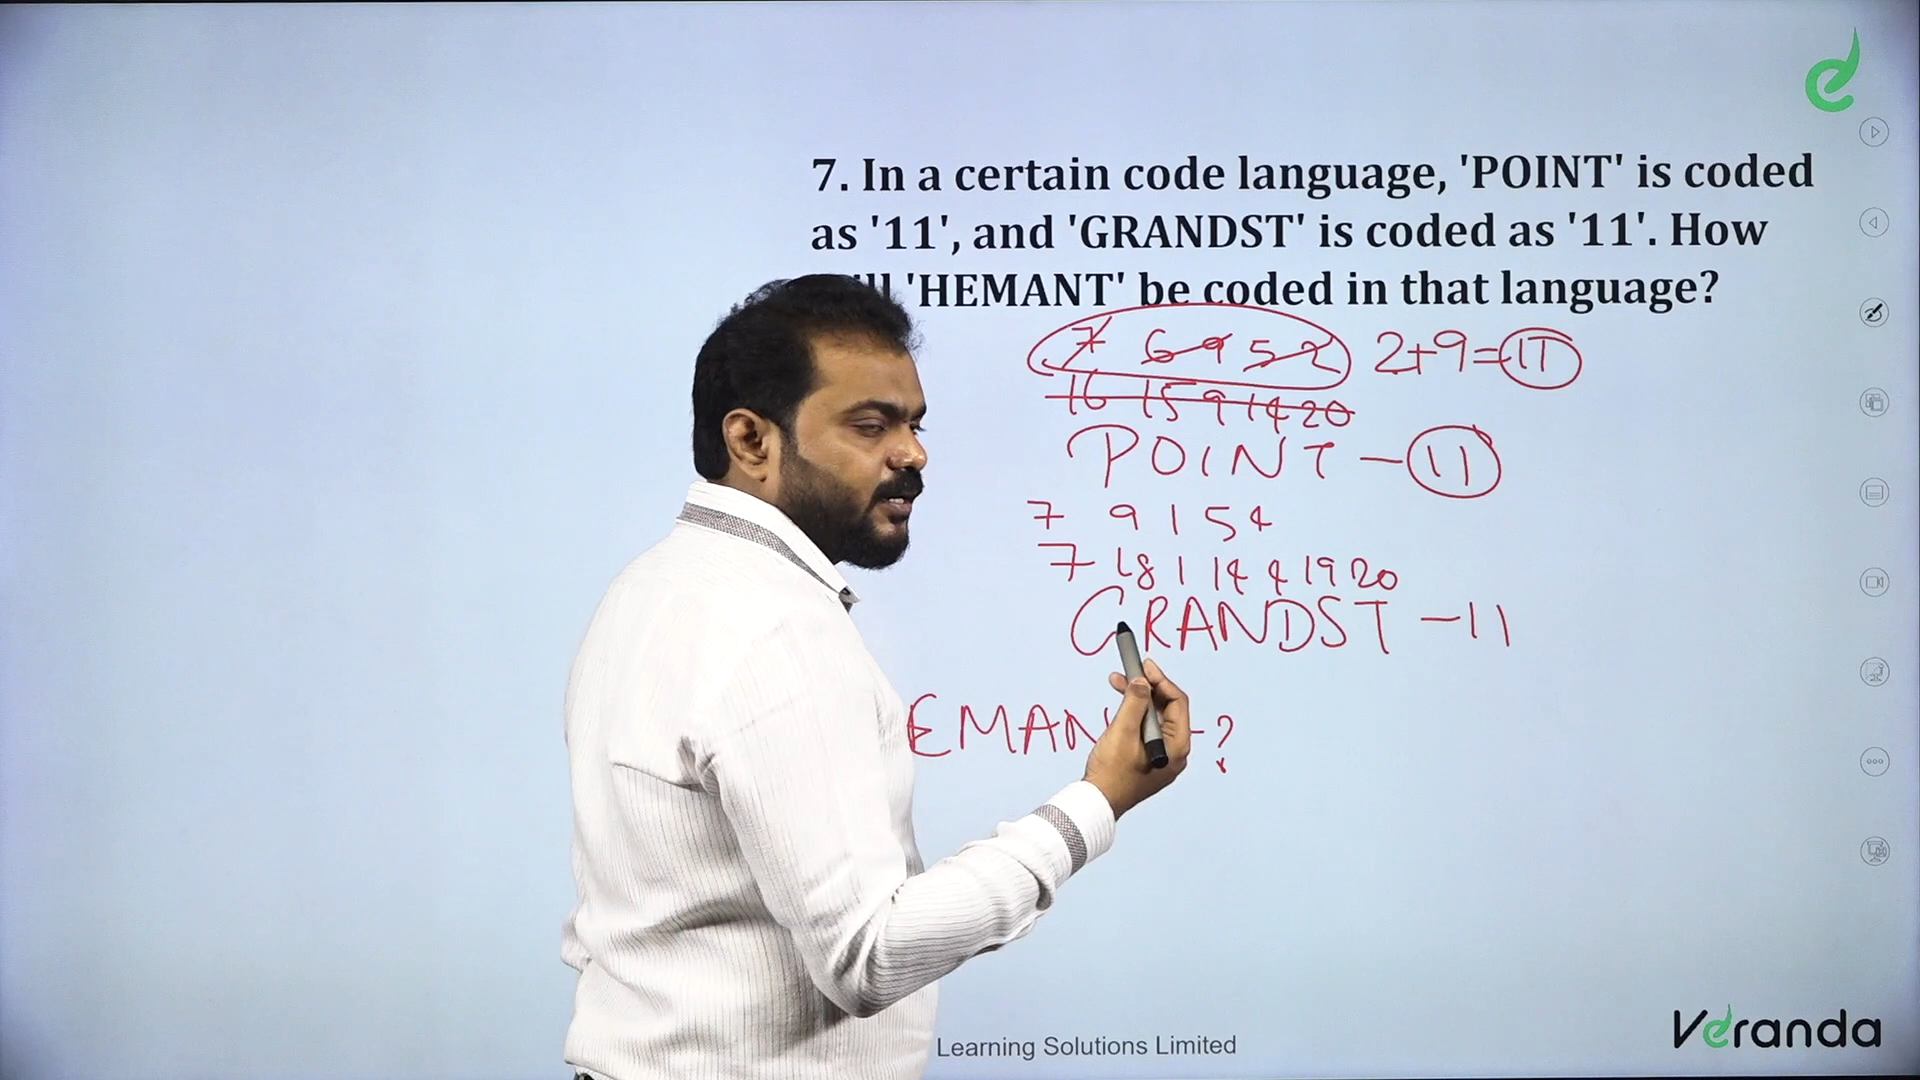 7. In a certain code language, 'POINT' is coded
as '11', and 'GRANDST' is coded as '11'. How
'HEMANT' be coded in that language?
7 6 9 5 2 2+9=11
16 15 9 14 20
POINT - 11
7 9 1 5 4
7 18 1 14 4 19 20
GRANDST - 11
EMAN - ?
Learning Solutions Limited
Veranda